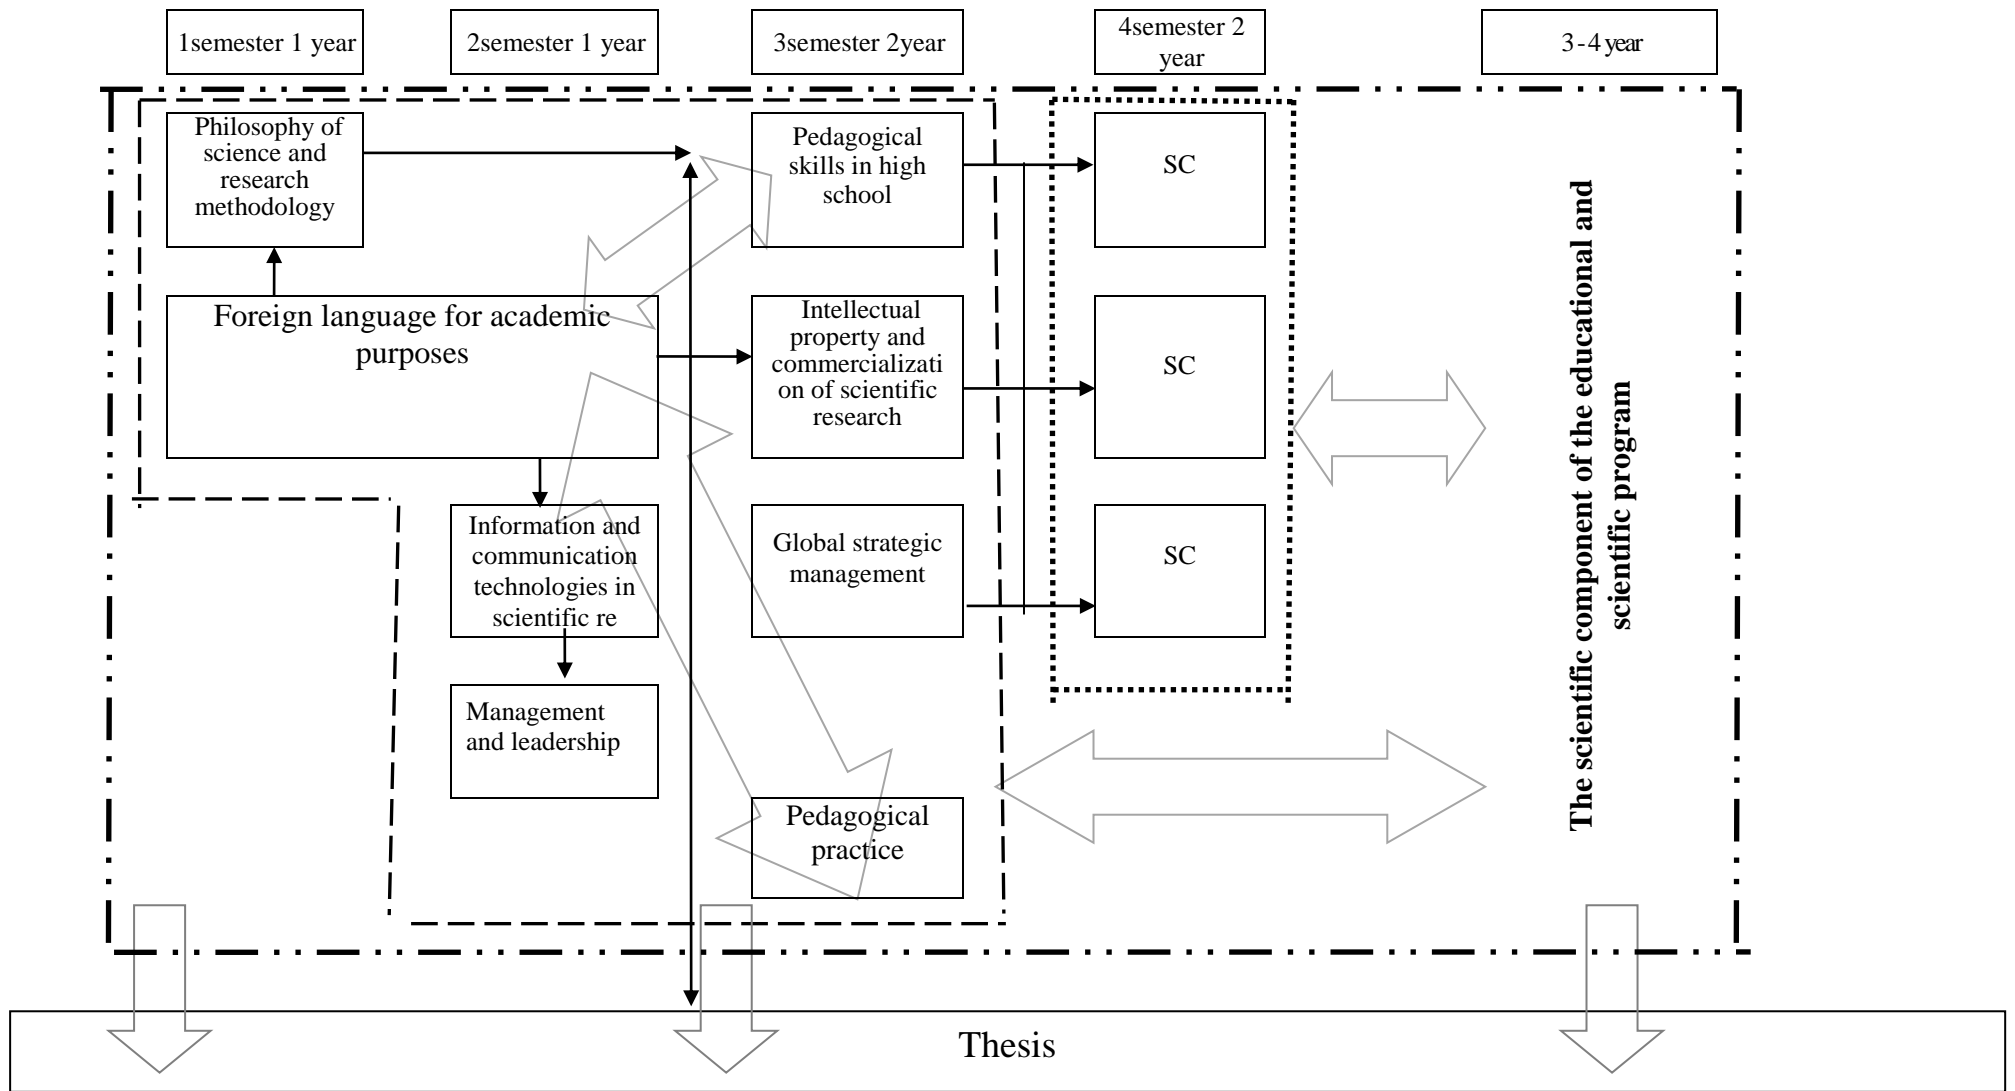 1semester 1 year
2semester 1 year
3semester 2year
4semester 2
year
3-4 year
Philosophy of
science and
research
methodology
Pedagogical
skills in high
school
SC
Foreign language for academic
purposes
Intellectual
property and
commercializati
on of scientific
research
SC
Information and
communication
technologies in
scientific re
Global strategic
management
SC
Management
and leadership
Pedagogical
practice
The scientific component of the educational and
scientific program
Thesis